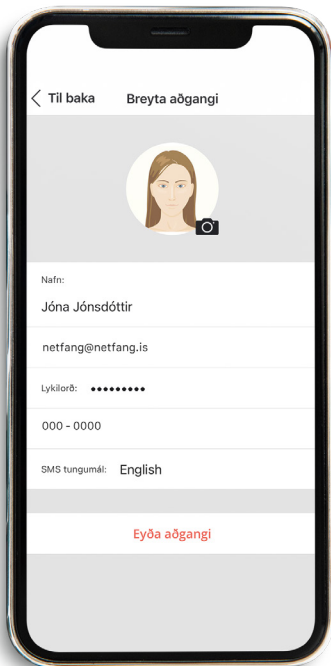 Til baka Breyta aðgangi
Nafn:
Jóna Jónsdóttir
netfang@netfang.is
Lykilorð: •••••••••
000 - 0000
SMS tungumál: English
Eyða aðgangi